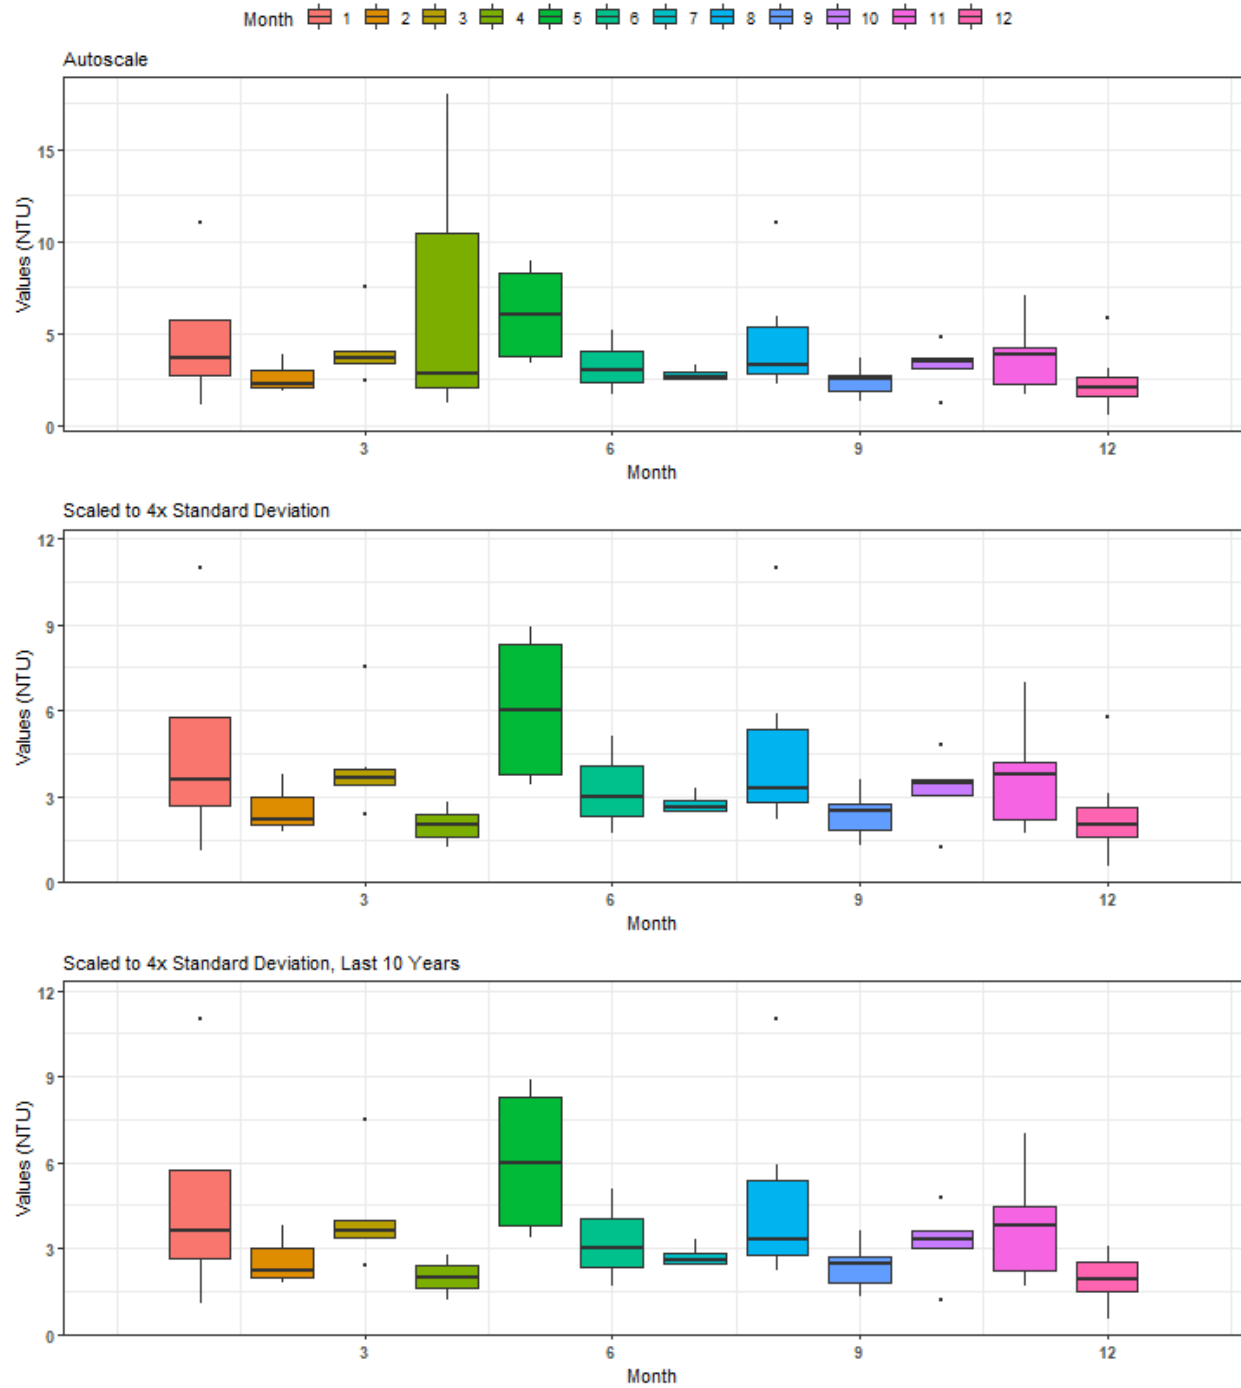 Month 1 2 3 4 5 6 7 8 9 10 11 12
Autoscale
Values (NTU)
15
10
5
0
3 6 9 12
Month
Scaled to 4x Standard Deviation
Values (NTU)
12
9
6
3
0
3 6 9 12
Month
Scaled to 4x Standard Deviation, Last 10 Years
Values (NTU)
12
9
6
3
0
3 6 9 12
Month